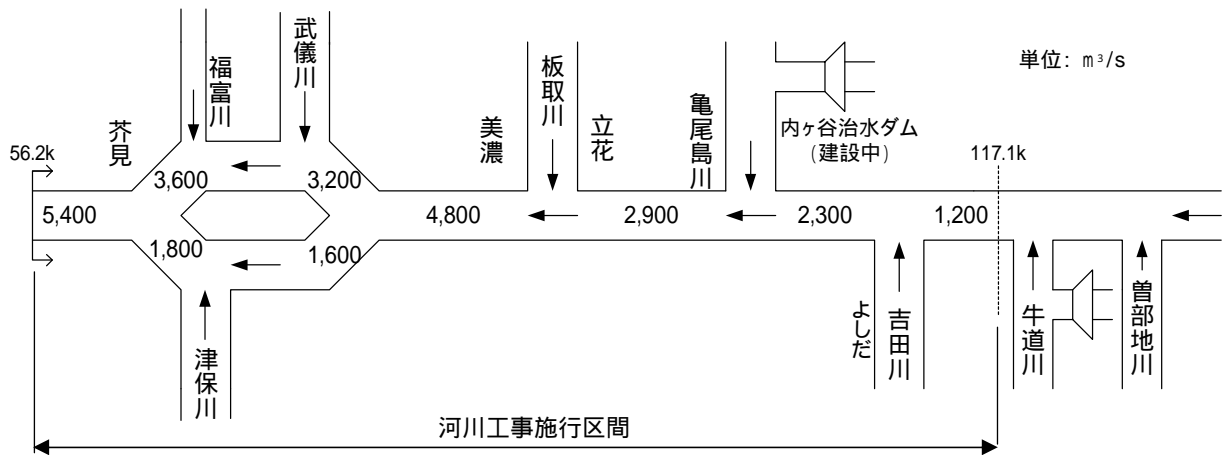 武儀川
福富川
板取川
亀尾島川
単位: m³/s
芥見
美濃
立花
内ヶ谷治水ダム
(建設中)
56.2k
117.1k
3,600
3,200
5,400
4,800
2,900
2,300
1,200
1,800
1,600
津保川
よしだ
吉田川
牛道川
曽部地川
河川工事施行区間